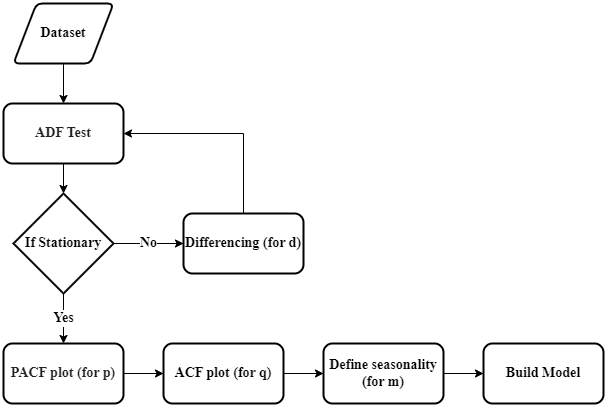 Dataset
ADF Test
If Stationary
No
Differencing (for d)
Yes
PACF plot (for p)
ACF plot (for q)
Define seasonality
(for m)
Build Model